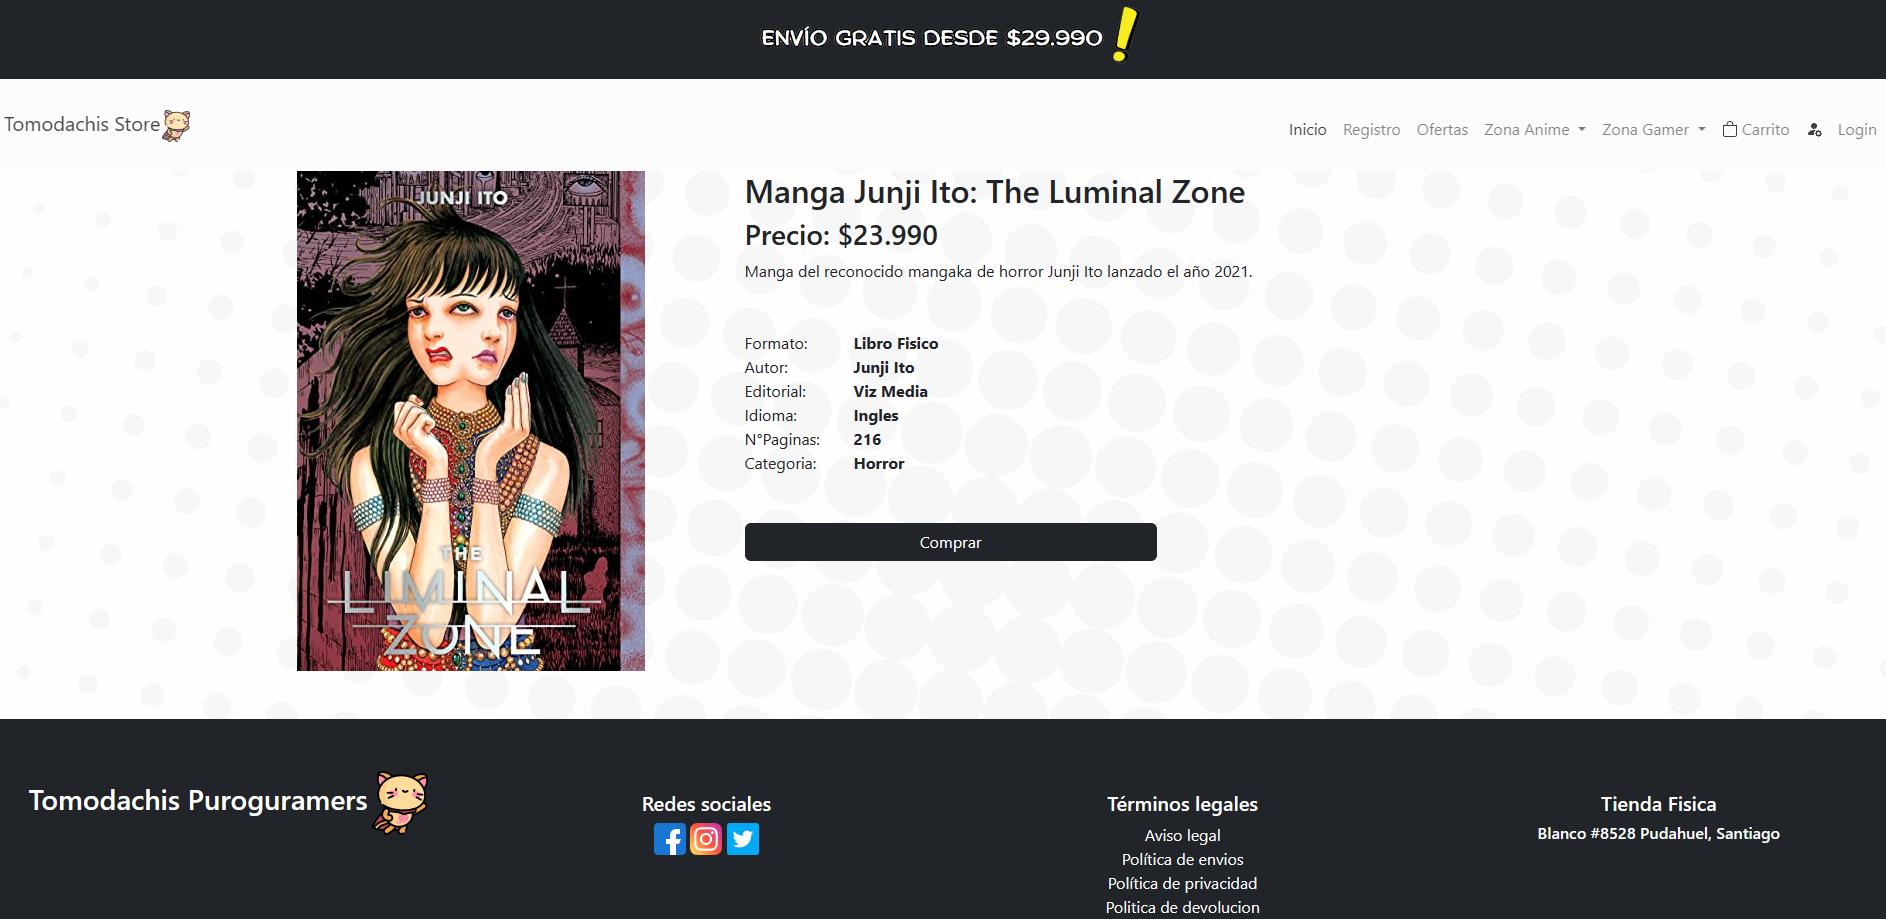 ENVÍO GRATIS DESDE $29.990 !
Tomodachis Store
Inicio Registro Ofertas Zona Anime Zona Gamer Carrito Login
JUNJI ITO
THE
LIMINAL
ZONE
Manga Junji Ito: The Luminal Zone
Precio: $23.990
Manga del reconocido mangaka de horror Junji Ito lanzado el año 2021.
Formato: Libro Fisico
Autor: Junji Ito
Editorial: Viz Media
Idioma: Ingles
N°Paginas: 216
Categoria: Horror
Comprar
Tomodachis Puroguramers
Redes sociales
Términos legales
Aviso legal
Política de envios
Política de privacidad
Politica de devolucion
Tienda Fisica
Blanco #8528 Pudahuel, Santiago